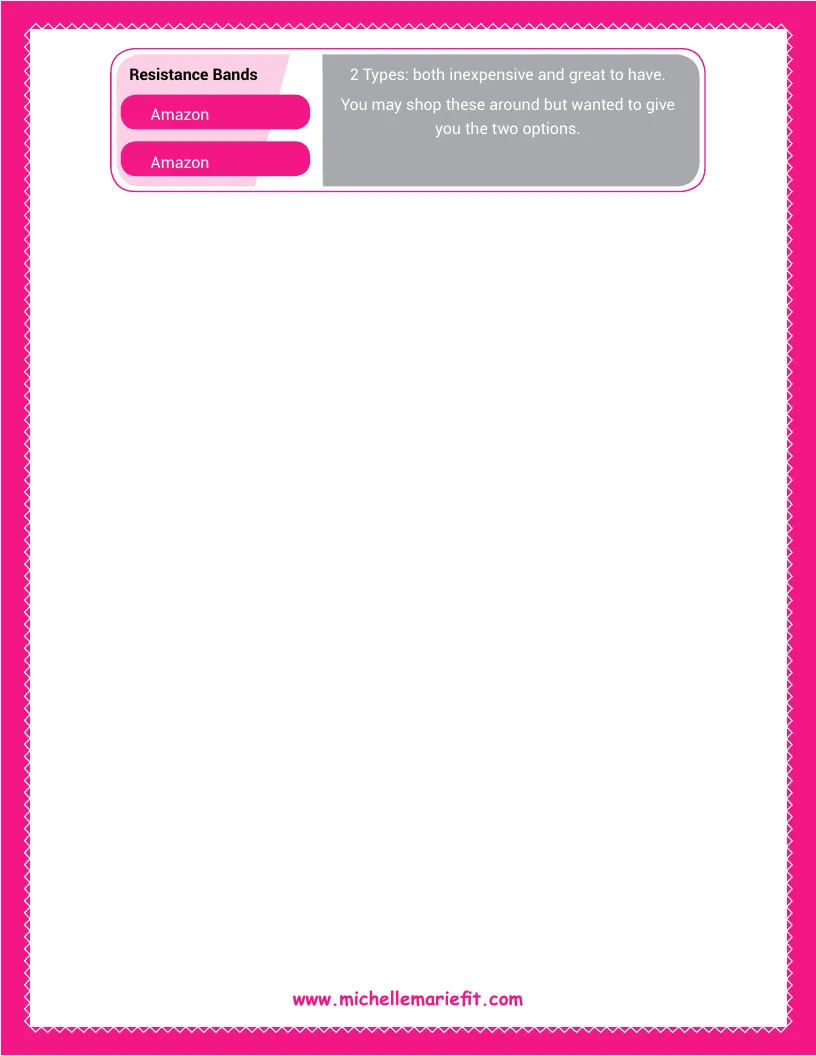 Resistance Bands
Amazon
Amazon
2 Types: both inexpensive and great to have.
You may shop these around but wanted to give
you the two options.
www.michellemariefit.com